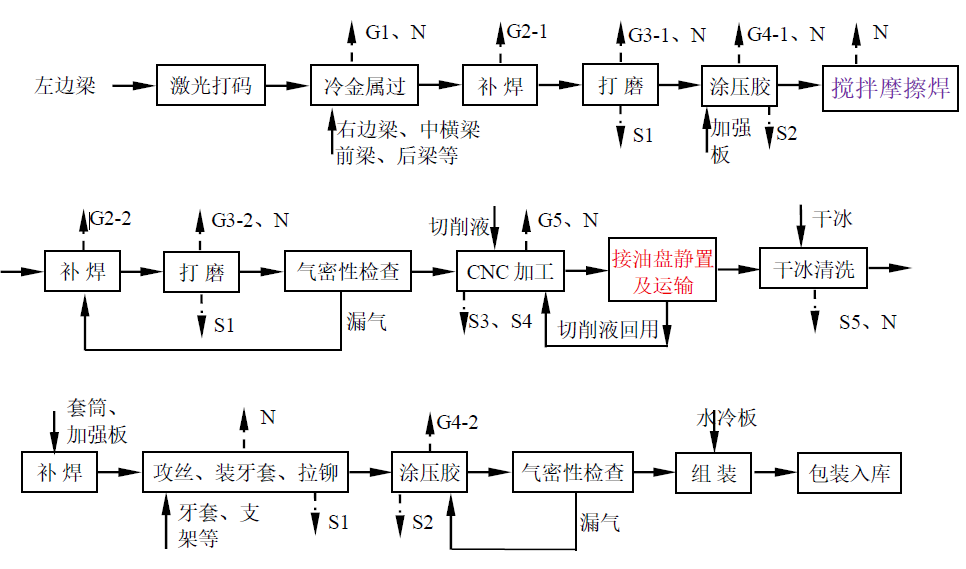 G1、N
G2-1
G3-1、N
G4-1、N
N
左边梁
激光打码
冷金属过
补 焊
打 磨
涂压胶
搅拌摩擦焊
右边梁、中横梁
前梁、后梁等
S1
加强
板
S2
G2-2
G3-2、N
切削液
G5、N
干冰
补 焊
打 磨
气密性检查
CNC 加工
接油盘静置
及运输
干冰清洗
S1
漏气
S3、S4
切削液回用
S5、N
套筒、
加强板
N
G4-2
水冷板
补 焊
攻丝、装牙套、拉铆
涂压胶
气密性检查
组 装
包装入库
牙套、支
架等
S1
S2
漏气